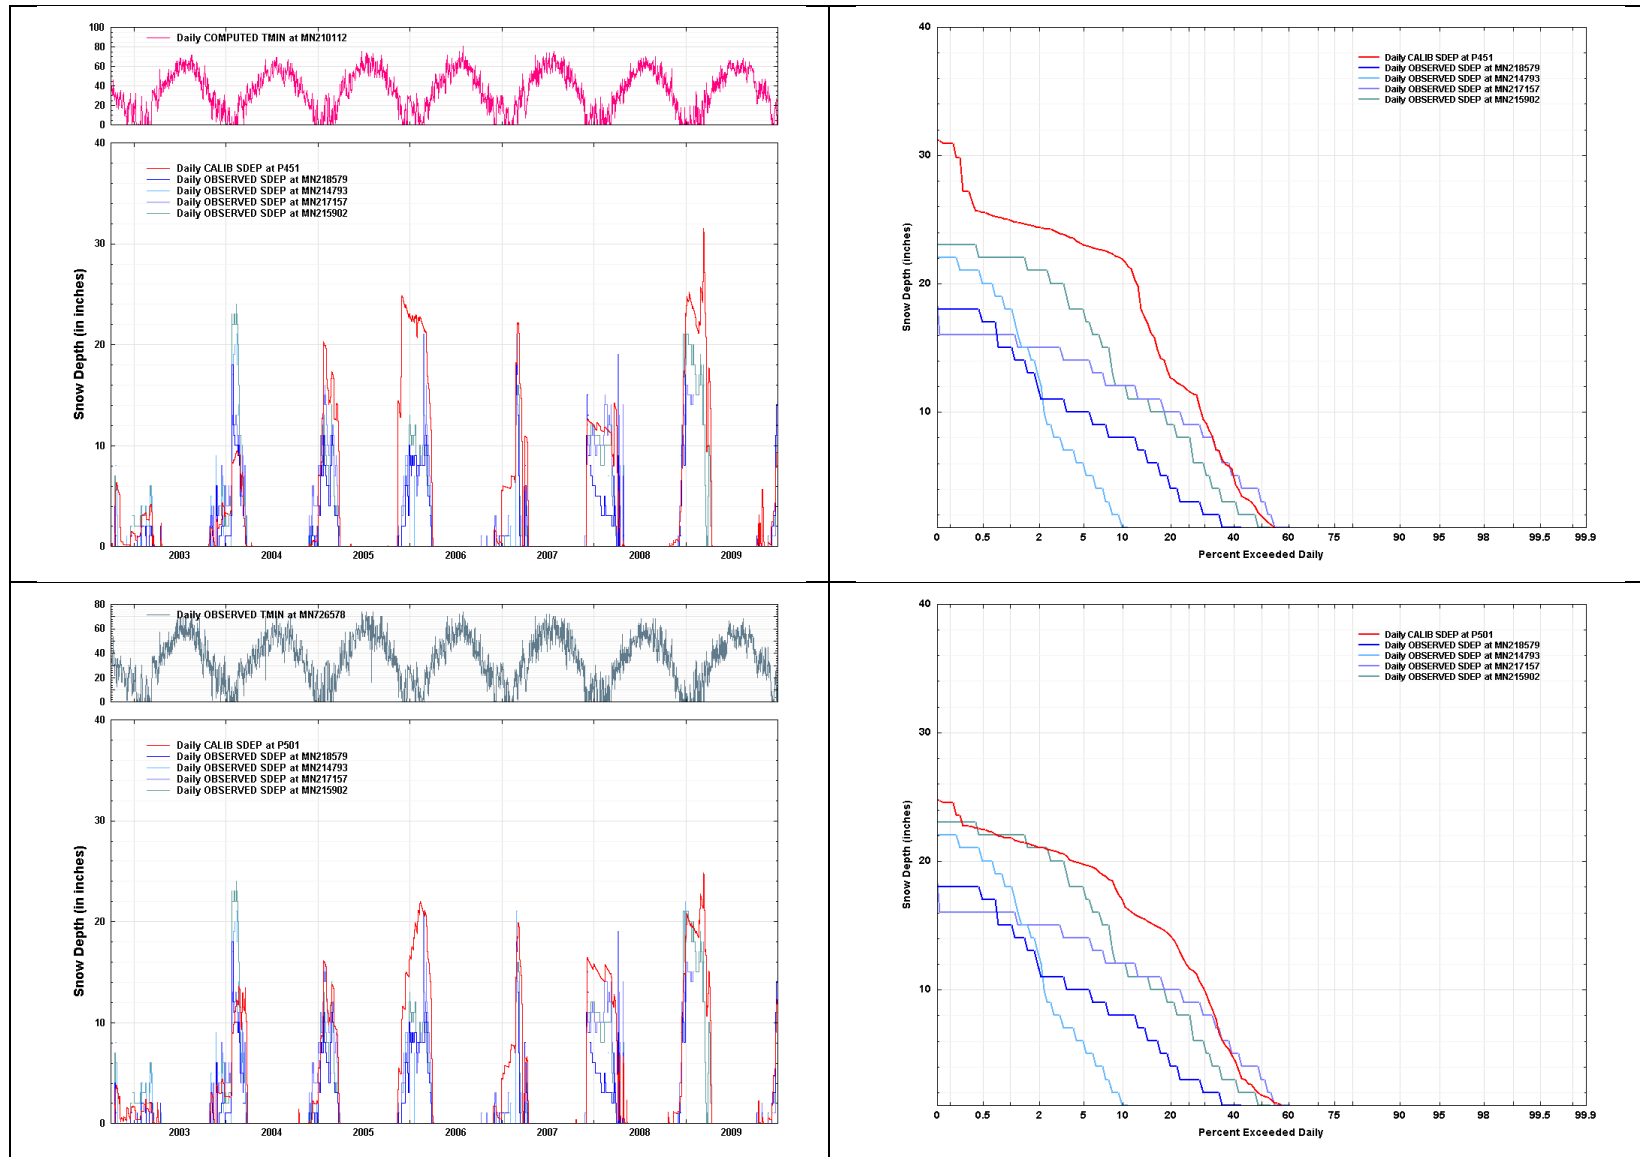 100
80
60
40
20
0
Daily COMPUTED TMIN at MN210112
40
30
20
10
0
Snow Depth (in inches)
Daily CALIB SDEP at P451
Daily OBSERVED SDEP at MN218579
Daily OBSERVED SDEP at MN214793
Daily OBSERVED SDEP at MN217157
Daily OBSERVED SDEP at MN215902
2003 2004 2005 2006 2007 2008 2009
40
30
20
10
Snow Depth (inches)
Daily CALIB SDEP at P451
Daily OBSERVED SDEP at MN218579
Daily OBSERVED SDEP at MN214793
Daily OBSERVED SDEP at MN217157
Daily OBSERVED SDEP at MN215902
0 0.5 2 5 10 20 40 60 75 80 90 95 98 99.5 99.9
Percent Exceeded Daily
80
60
40
20
0
Daily OBSERVED TMIN at MN726578
40
30
20
10
0
Snow Depth (in inches)
Daily CALIB SDEP at P501
Daily OBSERVED SDEP at MN218579
Daily OBSERVED SDEP at MN214793
Daily OBSERVED SDEP at MN217157
Daily OBSERVED SDEP at MN215902
2003 2004 2005 2006 2007 2008 2009
40
30
20
10
Snow Depth (inches)
Daily CALIB SDEP at P501
Daily OBSERVED SDEP at MN218579
Daily OBSERVED SDEP at MN214793
Daily OBSERVED SDEP at MN217157
Daily OBSERVED SDEP at MN215902
0 0.5 2 5 10 20 40 60 75 80 90 95 98 99.5 99.9
Percent Exceeded Daily